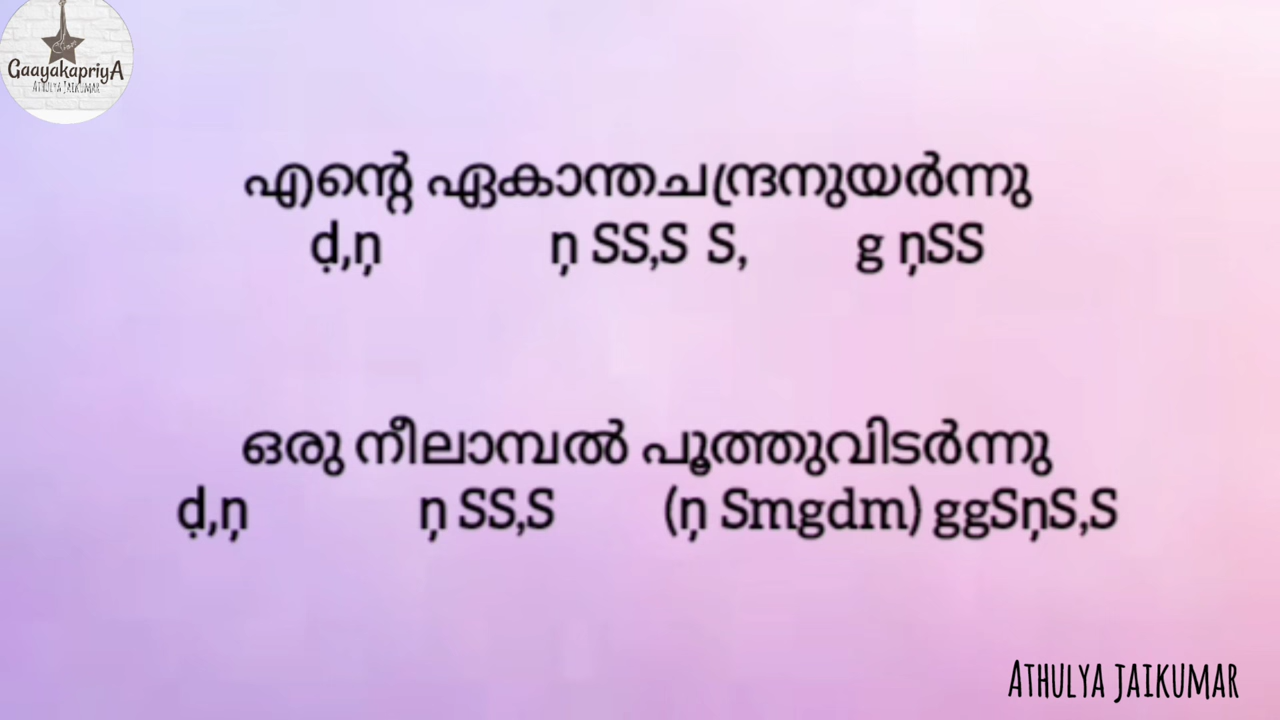 GaayakapriyA
ATHULYA JAIKUMAR
എന്റെ ഏകാന്തചന്ദ്രനുയർന്നു
ḍ,ṇ ṇ SS,S S, g ṇSS
ഒരു നീലാമ്പൽ പൂത്തുവിടർന്നു
ḍ,ṇ ṇ SS,S (ṇ Smgdm) ggSṇS,S
ATHULYA JAIKUMAR